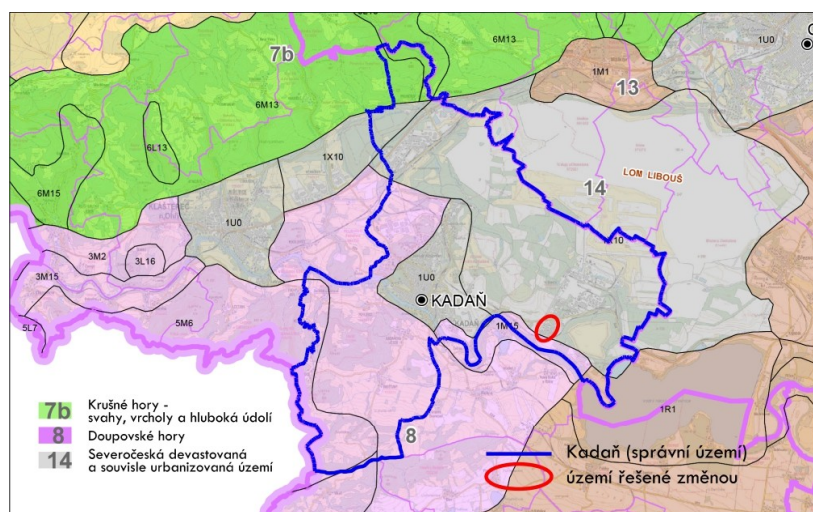 7b
6M13
6M13
1M1
13
1U0
6M13
6L13
6M15
1X10
LOM LIBOUŠ
14
1U0
3M2
3L16
3M15
1U0
KADAŇ
5M6
5L7
1M15
1R1
8
7b Krušné hory -
svahy, vrcholy a hluboká údolí
8 Doupovské hory
14 Severočeská devastovaná
a souvisle urbanizovaná území
Kadaň (správní území)
území řešené změnou